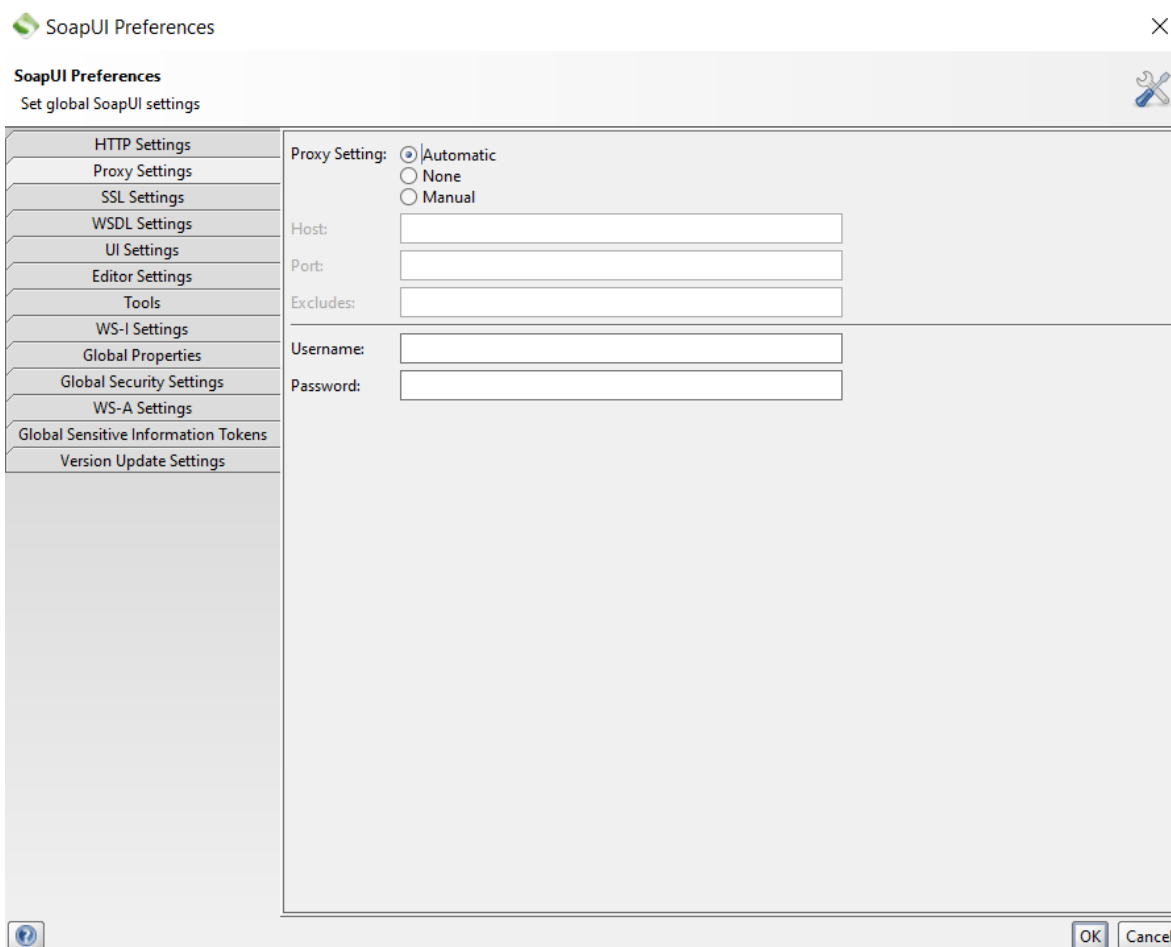 SoapUI Preferences
SoapUI Preferences
Set global SoapUI settings
HTTP Settings
Proxy Settings
SSL Settings
WSDL Settings
UI Settings
Editor Settings
Tools
WS-I Settings
Global Properties
Global Security Settings
WS-A Settings
Global Sensitive Information Tokens
Version Update Settings
Proxy Setting: Automatic
None
Manual
Host:
Port:
Excludes:
Username:
Password:
OK Cancel